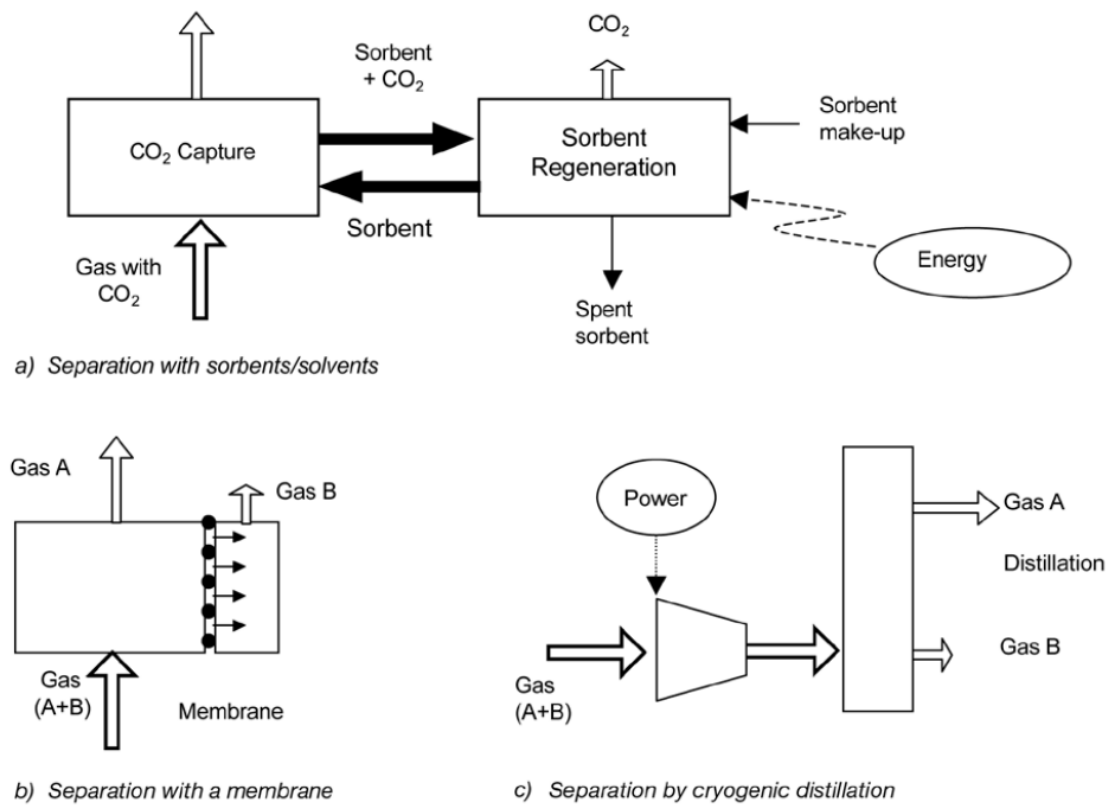 CO₂
Sorbent
+ CO₂
CO₂ Capture
Sorbent
Regeneration
Sorbent
make-up
Sorbent
Gas with
CO₂
Energy
Spent
sorbent
a) Separation with sorbents/solvents
Gas A
Gas B
Power
Gas A
Distillation
Gas B
Gas
(A+B)
Membrane
Gas
(A+B)
b) Separation with a membrane
c) Separation by cryogenic distillation